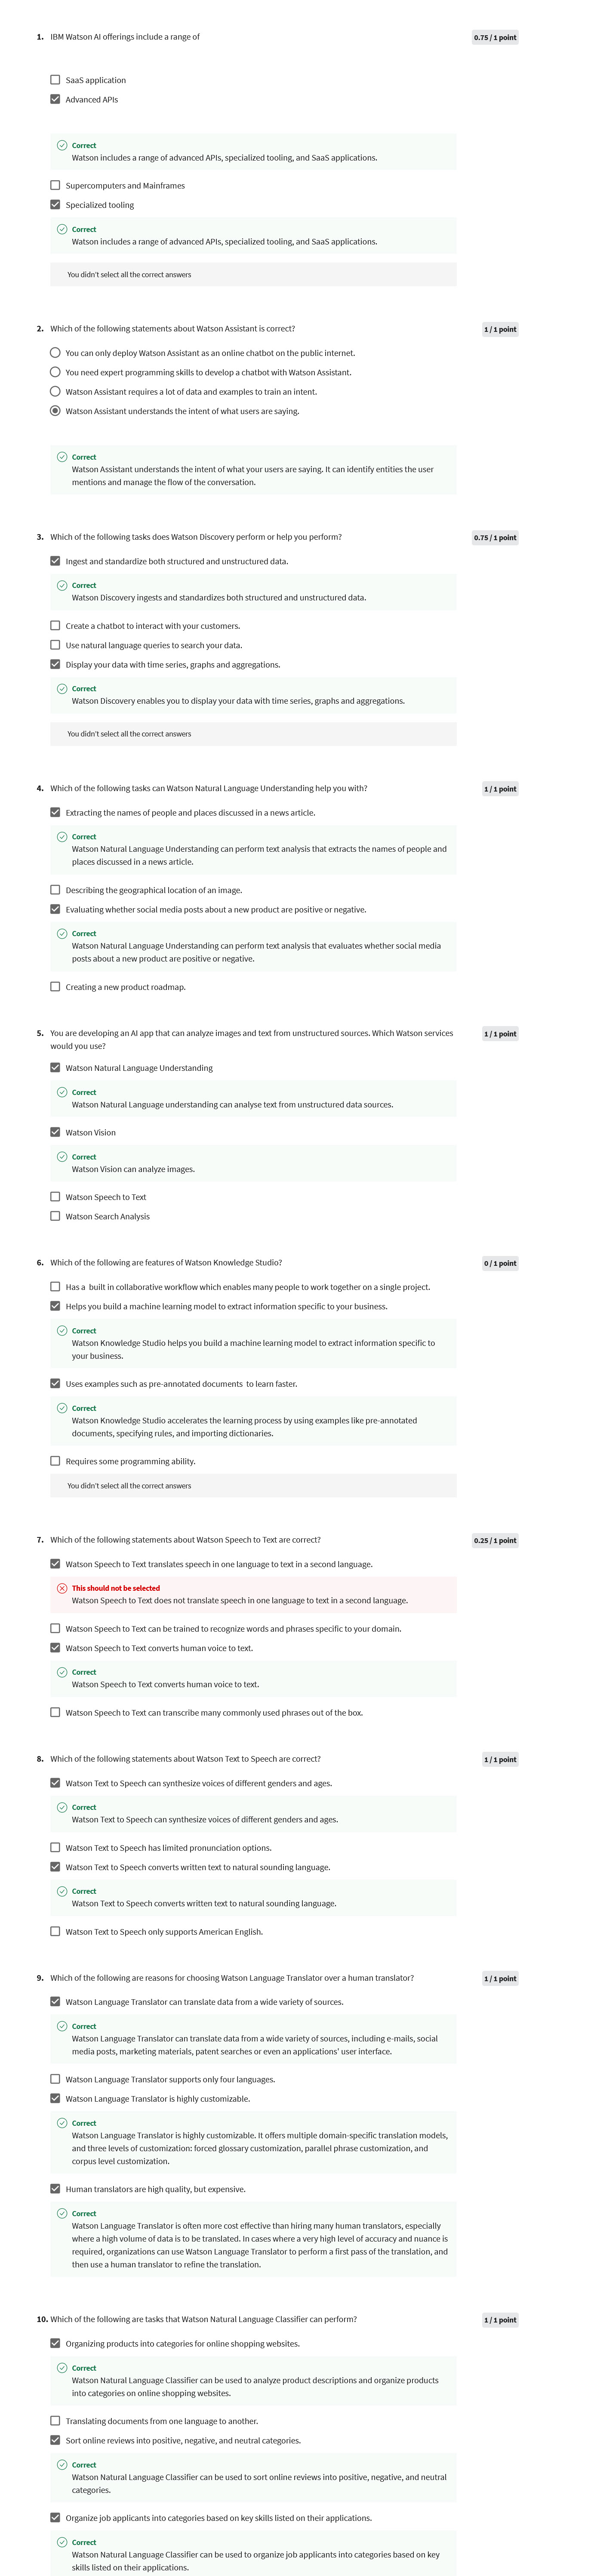 1. IBM Watson AI offerings include a range of
0.75 / 1 point
SaaS application
Advanced APIs
Correct
Watson includes a range of advanced APIs, specialized tooling, and SaaS applications.
Supercomputers and Mainframes
Specialized tooling
Correct
Watson includes a range of advanced APIs, specialized tooling, and SaaS applications.
You didn't select all the correct answers
2. Which of the following statements about Watson Assistant is correct?
1 / 1 point
You can only deploy Watson Assistant as an online chatbot on the public internet.
You need expert programming skills to develop a chatbot with Watson Assistant.
Watson Assistant requires a lot of data and examples to train an intent.
Watson Assistant understands the intent of what users are saying.
Correct
Watson Assistant understands the intent of what your users are saying. It can identify entities the user
mentions and manage the flow of the conversation.
3. Which of the following tasks does Watson Discovery perform or help you perform?
0.75 / 1 point
Ingest and standardize both structured and unstructured data.
Correct
Watson Discovery ingests and standardizes both structured and unstructured data.
Create a chatbot to interact with your customers.
Use natural language queries to search your data.
Display your data with time series, graphs and aggregations.
Correct
Watson Discovery enables you to display your data with time series, graphs and aggregations.
You didn't select all the correct answers
4. Which of the following tasks can Watson Natural Language Understanding help you with?
1 / 1 point
Extracting the names of people and places discussed in a news article.
Correct
Watson Natural Language Understanding can perform text analysis that extracts the names of people and
places discussed in a news article.
Describing the geographical location of an image.
Evaluating whether social media posts about a new product are positive or negative.
Correct
Watson Natural Language Understanding can perform text analysis that evaluates whether social media
posts about a new product are positive or negative.
Creating a new product roadmap.
5. You are developing an AI app that can analyze images and text from unstructured sources. Which Watson services
would you use?
1 / 1 point
Watson Natural Language Understanding
Correct
Watson Natural Language understanding can analyse text from unstructured data sources.
Watson Vision
Correct
Watson Vision can analyze images.
Watson Speech to Text
Watson Search Analysis
6. Which of the following are features of Watson Knowledge Studio?
0 / 1 point
Has a built in collaborative workflow which enables many people to work together on a single project.
Helps you build a machine learning model to extract information specific to your business.
Correct
Watson Knowledge Studio helps you build a machine learning model to extract information specific to
your business.
Uses examples such as pre-annotated documents to learn faster.
Correct
Watson Knowledge Studio accelerates the learning process by using examples like pre-annotated
documents, specifying rules, and importing dictionaries.
Requires some programming ability.
You didn't select all the correct answers
7. Which of the following statements about Watson Speech to Text are correct?
0.25 / 1 point
Watson Speech to Text translates speech in one language to text in a second language.
This should not be selected
Watson Speech to Text does not translate speech in one language to text in a second language.
Watson Speech to Text can be trained to recognize words and phrases specific to your domain.
Watson Speech to Text converts human voice to text.
Correct
Watson Speech to Text converts human voice to text.
Watson Speech to Text can transcribe many commonly used phrases out of the box.
8. Which of the following statements about Watson Text to Speech are correct?
1 / 1 point
Watson Text to Speech can synthesize voices of different genders and ages.
Correct
Watson Text to Speech can synthesize voices of different genders and ages.
Watson Text to Speech has limited pronunciation options.
Watson Text to Speech converts written text to natural sounding language.
Correct
Watson Text to Speech converts written text to natural sounding language.
Watson Text to Speech only supports American English.
9. Which of the following are reasons for choosing Watson Language Translator over a human translator?
1 / 1 point
Watson Language Translator can translate data from a wide variety of sources.
Correct
Watson Language Translator can translate data from a wide variety of sources, including e-mails, social
media posts, marketing materials, patent searches or even an applications' user interface.
Watson Language Translator supports only four languages.
Watson Language Translator is highly customizable.
Correct
Watson Language Translator is highly customizable. It offers multiple domain-specific translation models,
and three levels of customization: forced glossary customization, parallel phrase customization, and
corpus level customization.
Human translators are high quality, but expensive.
Correct
Watson Language Translator is often more cost effective than hiring many human translators, especially
where a high volume of data is to be translated. In cases where a very high level of accuracy and nuance is
required, organizations can use Watson Language Translator to perform a first pass of the translation, and
then use a human translator to refine the translation.
10. Which of the following are tasks that Watson Natural Language Classifier can perform?
1 / 1 point
Organizing products into categories for online shopping websites.
Correct
Watson Natural Language Classifier can be used to analyze product descriptions and organize products
into categories on online shopping websites.
Translating documents from one language to another.
Sort online reviews into positive, negative, and neutral categories.
Correct
Watson Natural Language Classifier can be used to sort online reviews into positive, negative, and neutral
categories.
Organize job applicants into categories based on key skills listed on their applications.
Correct
Watson Natural Language Classifier can be used to organize job applicants into categories based on key
skills listed on their applications.